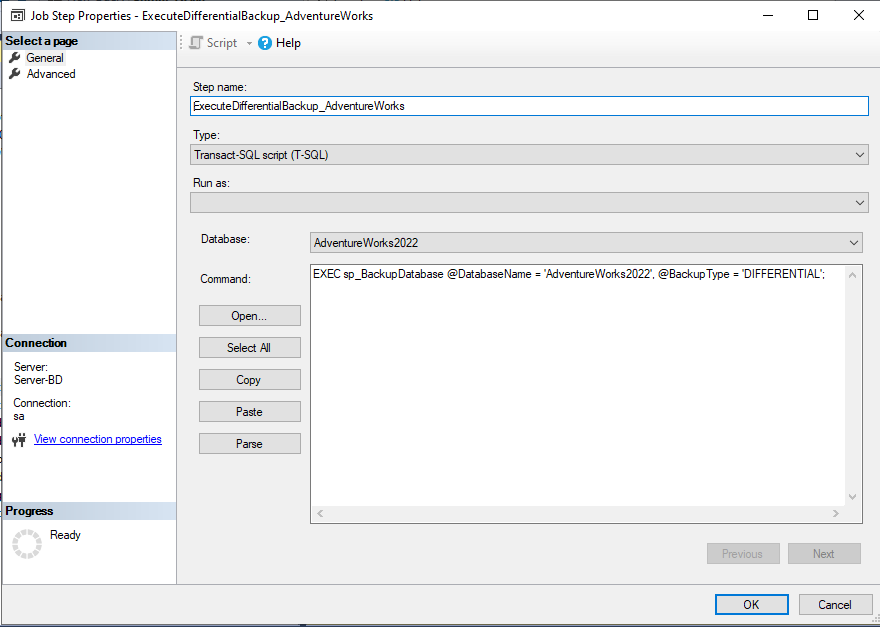 Job Step Properties - ExecuteDifferentialBackup_AdventureWorks
Select a page
General
Advanced
Script
Help
Step name:
ExecuteDifferentialBackup_AdventureWorks
Type:
Transact-SQL script (T-SQL)
Run as:
Database:
AdventureWorks2022
Command:
EXEC sp_BackupDatabase @DatabaseName = 'AdventureWorks2022', @BackupType = 'DIFFERENTIAL';
Open...
Select All
Copy
Paste
Parse
Connection
Server:
Server-BD
Connection:
sa
View connection properties
Progress
Ready
Previous
Next
OK
Cancel